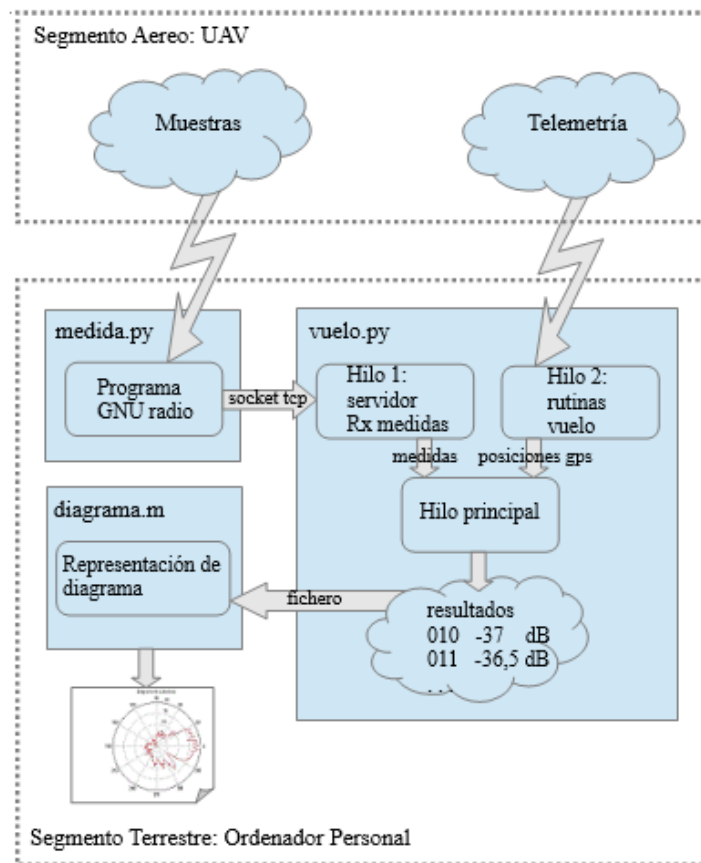 Segmento Aereo: UAV
Muestras
Telemetría
medida.py
Programa
GNU radio
socket tcp
vuelo.py
Hilo 1:
servidor
Rx medidas
Hilo 2:
rutinas
vuelo
medidas
posiciones gps
Hilo principal
diagrama.m
Representación de
diagrama
fichero
resultados
010 -37 dB
011 -36,5 dB
. . .
Segmento Terrestre: Ordenador Personal